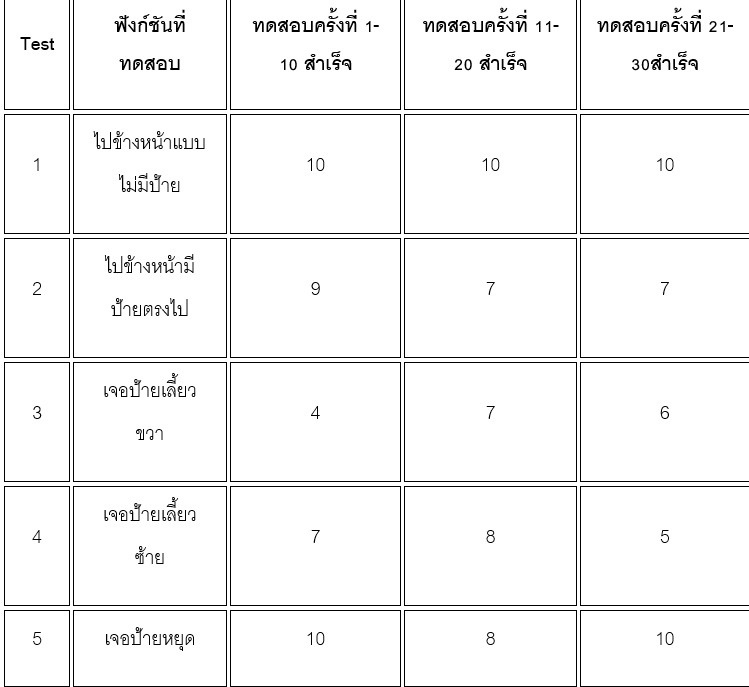 Test
ฟังก์ชันที่
ทดสอบ
ทดสอบครั้งที่ 1-
10 สำเร็จ
ทดสอบครั้งที่ 11-
20 สำเร็จ
ทดสอบครั้งที่ 21-
30สำเร็จ
1
ไปข้างหน้าแบบ
ไม่มีป้าย
10
10
10
2
ไปข้างหน้ามี
ป้ายตรงไป
9
7
7
3
เจอป้ายเลี้ยว
ขวา
4
7
6
4
เจอป้ายเลี้ยว
ซ้าย
7
8
5
5
เจอป้ายหยุด
10
8
10